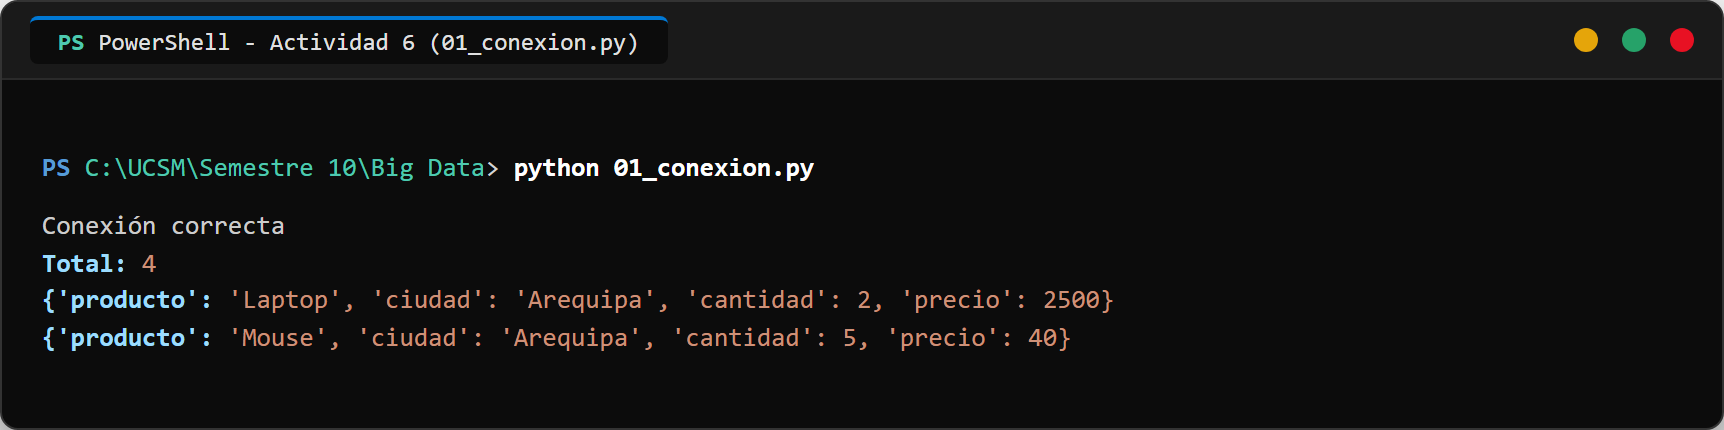 PS PowerShell - Actividad 6 (01_conexion.py)
PS C:\UCSM\Semestre 10\Big Data> python 01_conexion.py
Conexión correcta
Total: 4
{'producto': 'Laptop', 'ciudad': 'Arequipa', 'cantidad': 2, 'precio': 2500}
{'producto': 'Mouse', 'ciudad': 'Arequipa', 'cantidad': 5, 'precio': 40}